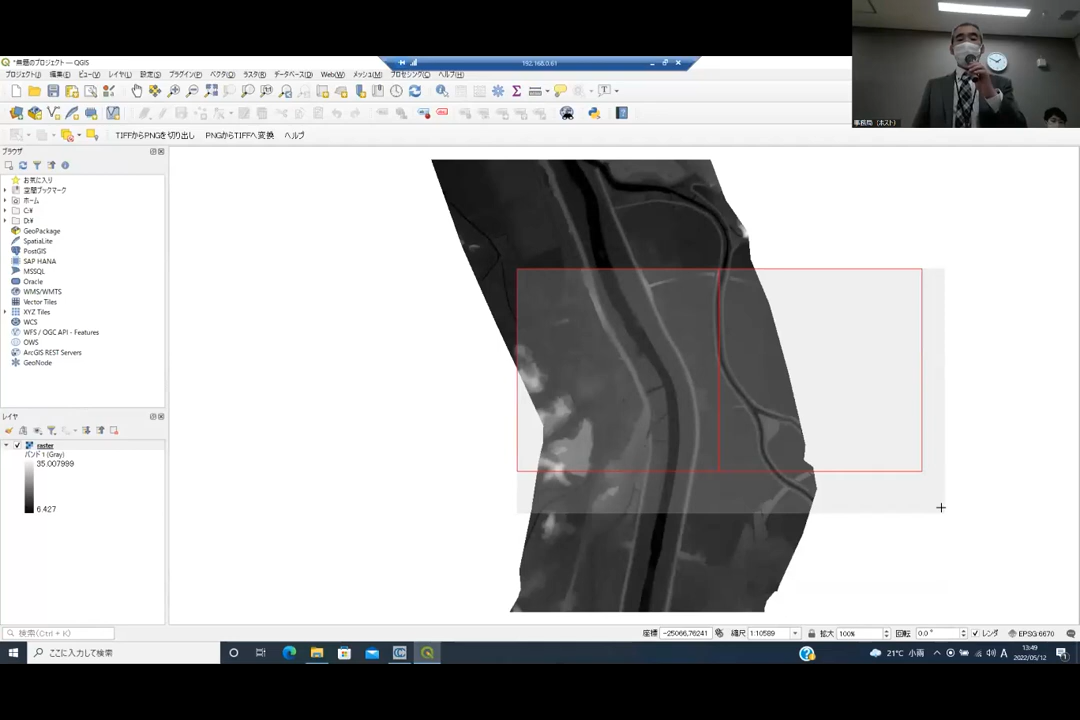 *無題のプロジェクト — QGIS
192.168.0.61
プロジェクト(J) 編集(E) ビュー(V) レイヤ(L) 設定(S) プラグイン(P) ベクタ(O) ラスタ(R) データベース(D) Web(W) メッシュ(M) プロセシング(C) ヘルプ(H)
事務局 (ホスト)
TIFFからPNGを切り出し PNGからTIFFへ変換 ヘルプ
ブラウザ
お気に入り
空間ブックマーク
ホーム
C:¥
D:¥
GeoPackage
SpatiaLite
PostGIS
SAP HANA
MSSQL
Oracle
WMS/WMTS
Vector Tiles
XYZ Tiles
WCS
WFS / OGC API - Features
OWS
ArcGIS REST Servers
GeoNode
レイヤ
raster
バンド 1 (Gray)
35.007999
6.427
検索(Ctrl + K)
座標 -25066,76241 縮尺 1:10589 拡大 100% 回転 0.0 ° レンダ EPSG:6670
ここに入力して検索
21°C 小雨
A
13:49
2022/05/12